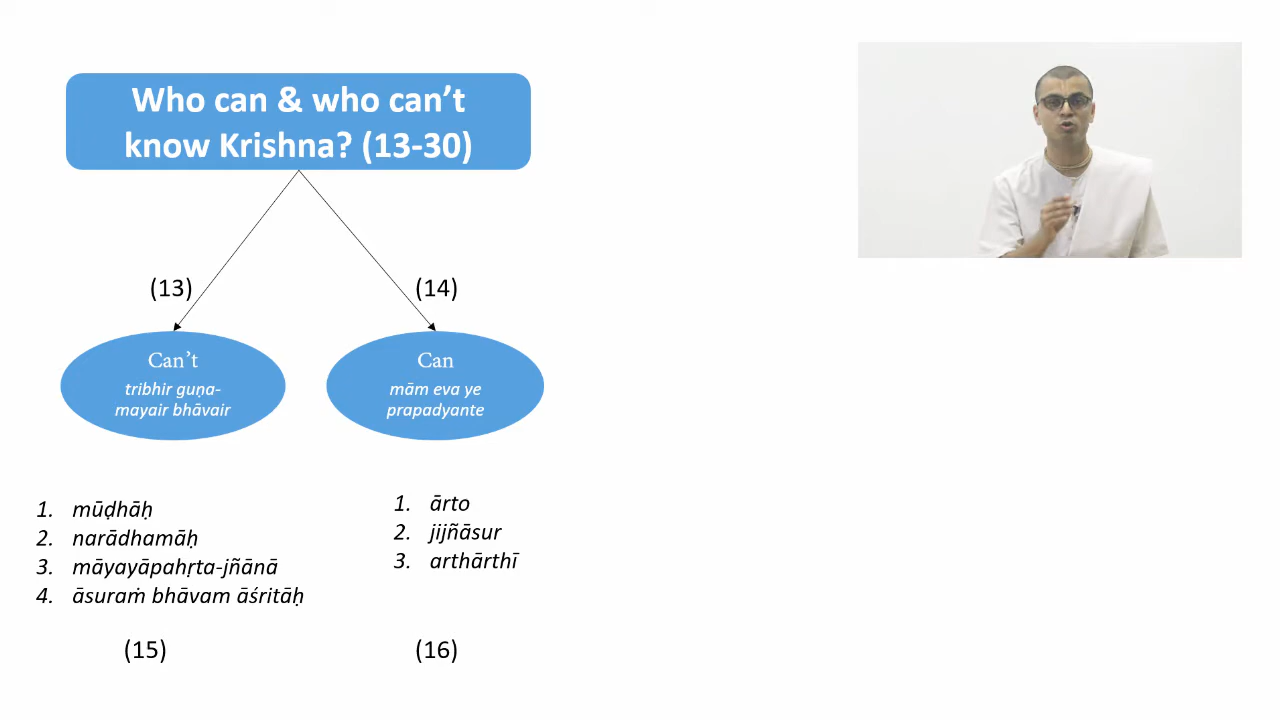 Who can & who can’t
know Krishna? (13-30)
(13)
(14)
Can’t
tribhir guṇa-
mayair bhāvair
Can
mām eva ye
prapadyante
1. mūḍhāḥ
2. narādhamāḥ
3. māyayāpahṛta-jñānā
4. āsuraṁ bhāvam āśritāḥ
(15)
1. ārto
2. jijñāsur
3. arthārthī
(16)